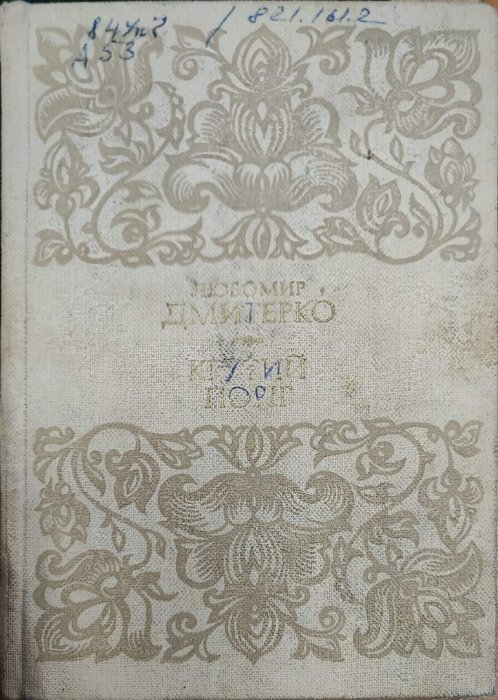 84Ук7 / 821.161.2
Д53
ЛЮБОМИР
ДМИТЕРКО
КРУТИЙ
ПОРІГ